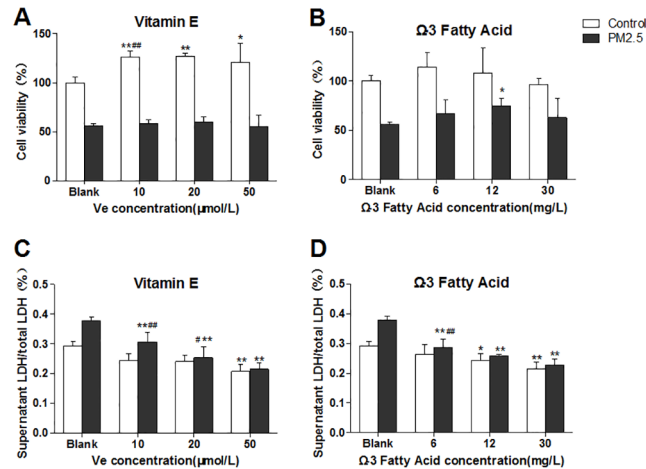 A
Vitamin E
Cell viability (%)
150
100
50
0
**##
**
*
Blank
10
20
50
Ve concentration(μmol/L)
B
Ω3 Fatty Acid
Control
PM2.5
Cell viability (%)
150
100
50
0
*
Blank
6
12
30
Ω-3 Fatty Acid concentration(mg/L)
C
Vitamin E
Supernatant LDH/total LDH (%)
0.5
0.4
0.3
0.2
0.1
0.0
**##
# **
** **
Blank
10
20
50
Ve concentration(μmol/L)
D
Ω3 Fatty Acid
Supernatant LDH/total LDH (%)
0.5
0.4
0.3
0.2
0.1
0.0
**##
* **
** **
Blank
6
12
30
Ω-3 Fatty Acid concentration(mg/L)